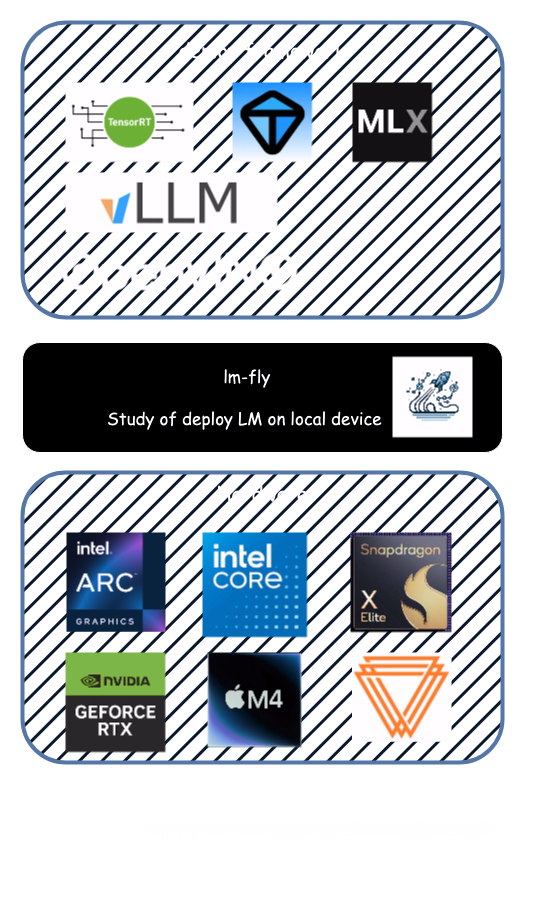 TensorRT
MLX
vLLM
lm-fly
Study of deploy LM on local device
intel.
ARC
GRAPHICS
intel
CORE
Snapdragon
X
Elite
NVIDIA
GEFORCE
RTX
M4